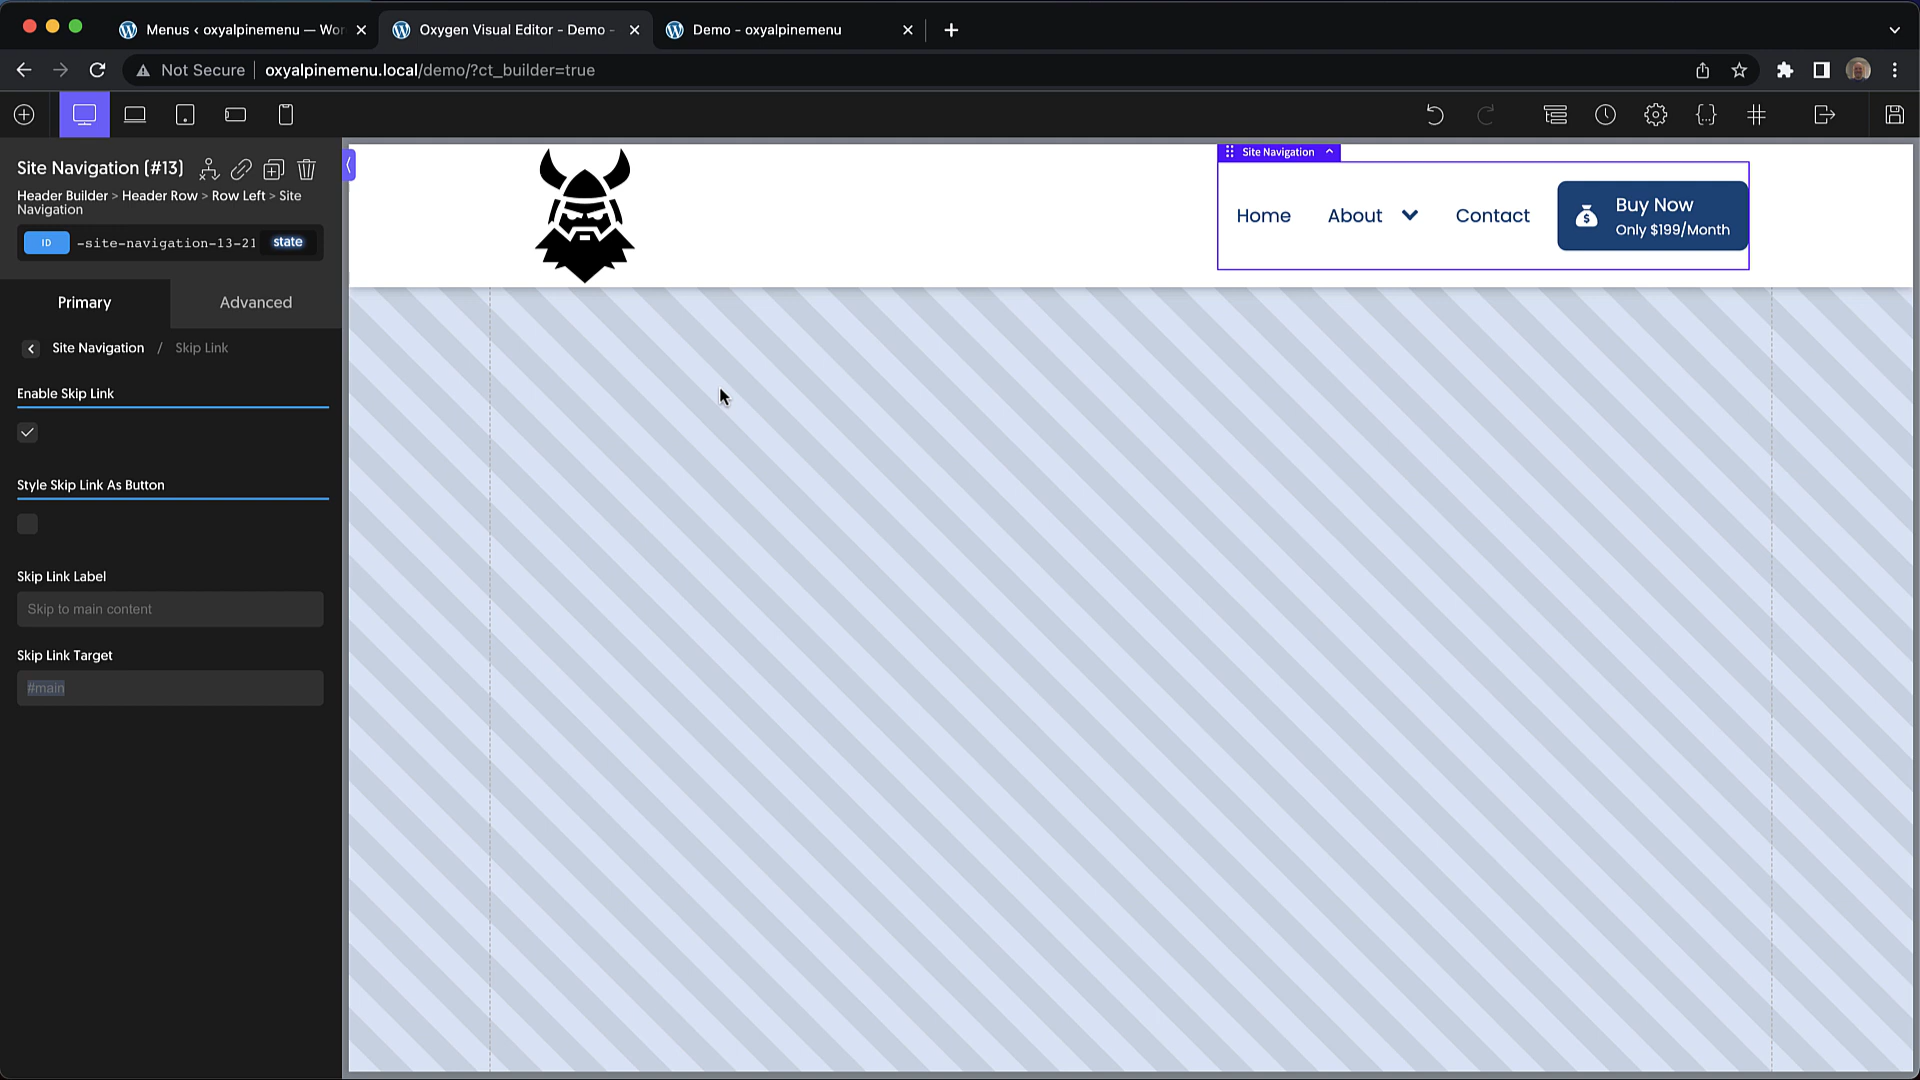 Menus ‹ oxyalpinemenu — Wor
Oxygen Visual Editor - Demo -
Demo - oxyalpinemenu
Not Secure
oxyalpinemenu.local/demo/?ct_builder=true
Site Navigation (#13)
Header Builder > Header Row > Row Left > Site
Navigation
ID
-site-navigation-13-21
state
Primary
Advanced
Site Navigation / Skip Link
Enable Skip Link
Style Skip Link As Button
Skip Link Label
Skip to main content
Skip Link Target
#main
Site Navigation
Home
About
Contact
Buy Now
Only $199/Month